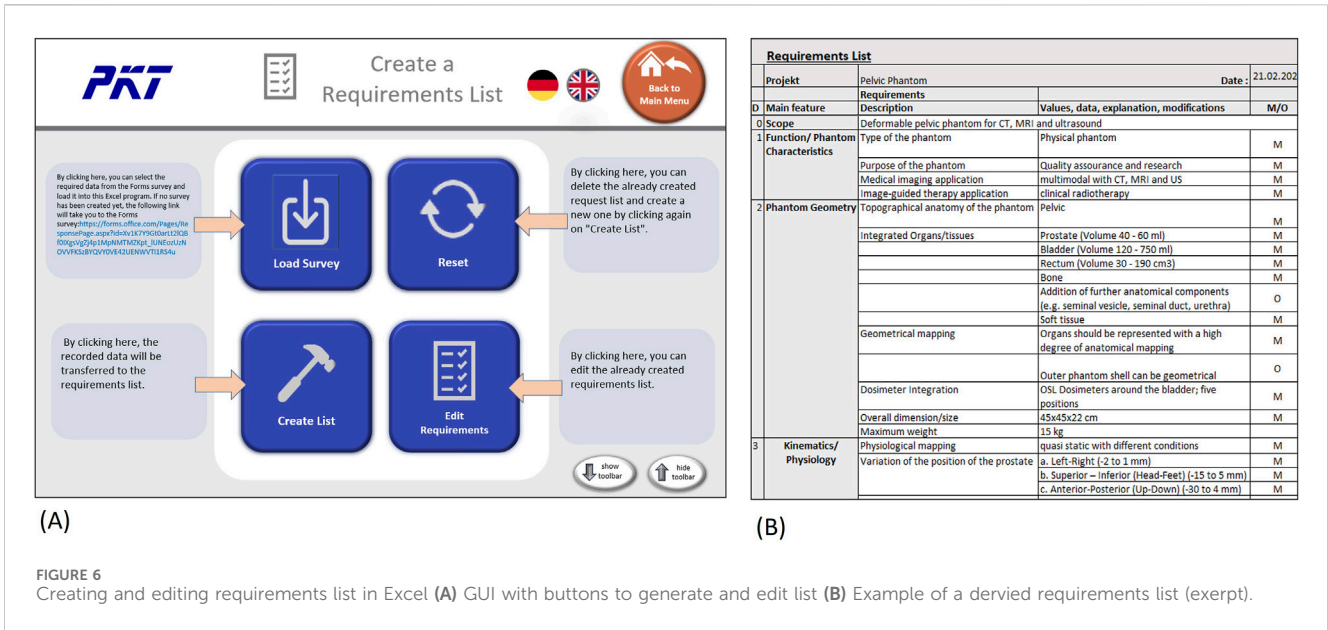 PKT
Create a
Requirements List
Back to
Main Menu
By clicking here, you can select the
required data from the Forms survey and
load it into this Excel program. If no survey
has been created yet, the following link
will take you to the Forms
survey:https://forms.office.com/Pages/Re
Load Survey
Reset
By clicking here, you can
delete the already created
request list and create a
new one by clicking again
on "Create List".
By clicking here, the
recorded data will be
transferred to the
requirements list.
Create List
Edit
Requirements
By clicking here, you can
edit the already created
requirements list.
show
toolbar
hide
toolbar
(A)
Requirements List
Projekt Pelvic Phantom Date : 21.02.202
Requirements
D Main feature Description Values, data, explanation, modifications M/O
0 Scope Deformable pelvic phantom for CT, MRI and ultrasound
1 Function/ Phantom Type of the phantom Physical phantom M
Characteristics
Purpose of the phantom Quality assourance and research M
Medical imaging application multimodal with CT, MRI and US M
Image-guided therapy application clinical radiotherapy M
2 Phantom Geometry Topographical anatomy of the phantom Pelvic M
Integrated Organs/tissues Prostate (Volume 40 - 60 ml) M
Bladder (Volume 120 - 750 ml) M
Rectum (Volume 30 - 190 cm3) M
Bone M
Addition of further anatomical components
(e.g. seminal vesicle, seminal duct, urethra) O
Soft tissue M
Geometrical mapping Organs should be represented with a high
degree of anatomical mapping M
Outer phantom shell can be geometrical O
Dosimeter Integration OSL Dosimeters around the bladder; five
positions M
Overall dimension/size 45x45x22 cm M
Maximum weight 15 kg M
3 Kinematics/ Physiological mapping quasi static with different conditions M
Physiology Variation of the position of the prostate a. Left-Right (-2 to 1 mm) M
b. Superior – Inferior (Head-Feet) (-15 to 5 mm) M
c. Anterior-Posterior (Up-Down) (-30 to 4 mm) M
(B)
FIGURE 6
Creating and editing requirements list in Excel (A) GUI with buttons to generate and edit list (B) Example of a dervied requirements list (exerpt).